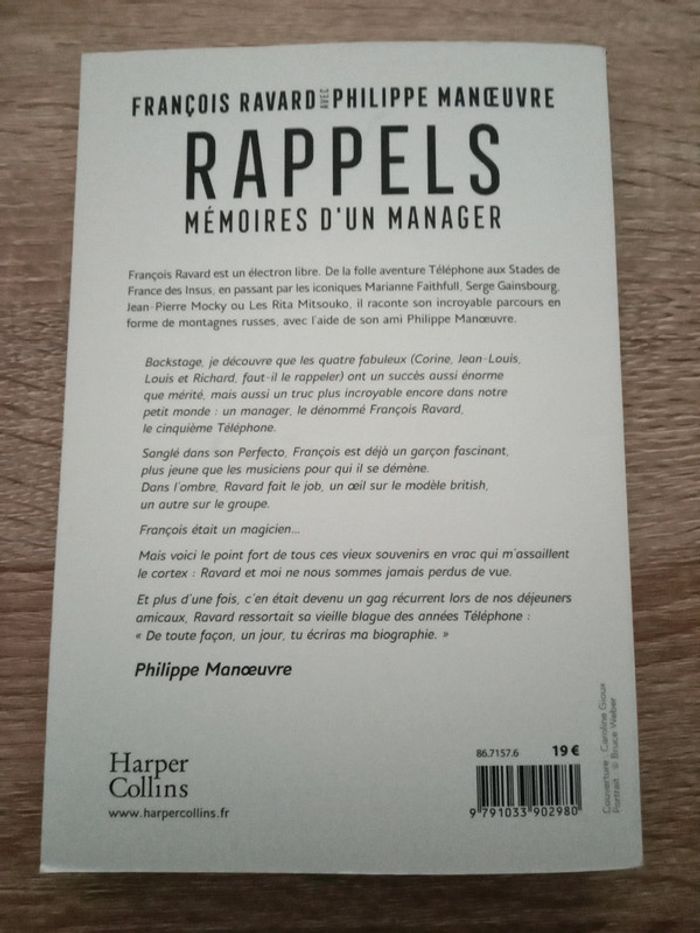 FRANÇOIS RAVARD AVEC PHILIPPE MANŒUVRE
RAPPELS
MÉMOIRES D'UN MANAGER
François Ravard est un électron libre. De la folle aventure Téléphone aux Stades de
France des Insus, en passant par les iconiques Marianne Faithfull, Serge Gainsbourg,
Jean-Pierre Mocky ou Les Rita Mitsouko, il raconte son incroyable parcours en
forme de montagnes russes, avec l'aide de son ami Philippe Manœuvre.
Backstage, je découvre que les quatre fabuleux (Corine, Jean-Louis,
Louis et Richard, faut-il le rappeler) ont un succès aussi énorme
que mérité, mais aussi un truc plus incroyable encore dans notre
petit monde : un manager, le dénommé François Ravard,
le cinquième Téléphone.
Sanglé dans son Perfecto, François est déjà un garçon fascinant,
plus jeune que les musiciens pour qui il se démène.
Dans l'ombre, Ravard fait le job, un œil sur le modèle british,
un autre sur le groupe.
François était un magicien...
Mais voici le point fort de tous ces vieux souvenirs en vrac qui m'assaillent
le cortex : Ravard et moi ne nous sommes jamais perdus de vue.
Et plus d'une fois, c'en était devenu un gag récurrent lors de nos déjeuners
amicaux, Ravard ressortait sa vieille blague des années Téléphone :
« De toute façon, un jour, tu écriras ma biographie. »
Philippe Manœuvre
Harper
Collins
www.harpercollins.fr
86.7157.6 19 €
9 791033 902980
Couverture : Caroline Gioux
Portrait : © Bruce Weber